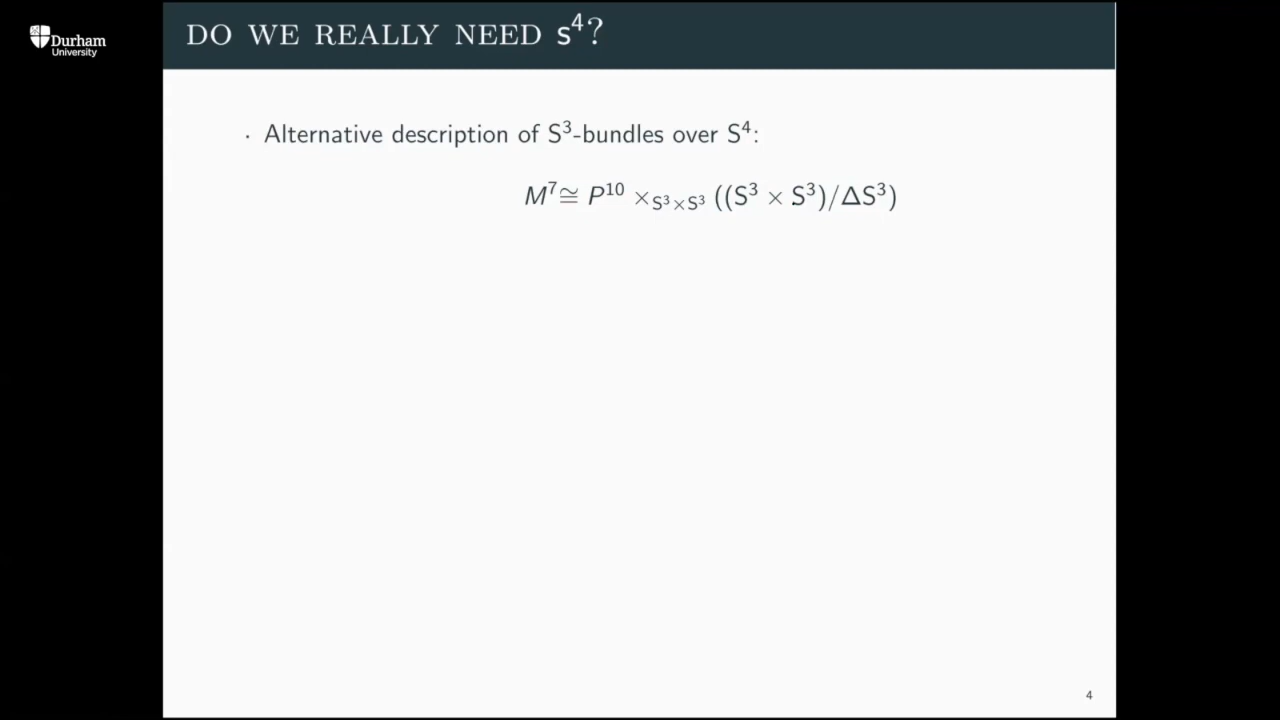 Durham
University
DO WE REALLY NEED S⁴?
· Alternative description of S³-bundles over S⁴:
M⁷≅ P¹⁰ ×_{S³×S³} ((S³ × S³)/ΔS³)
4